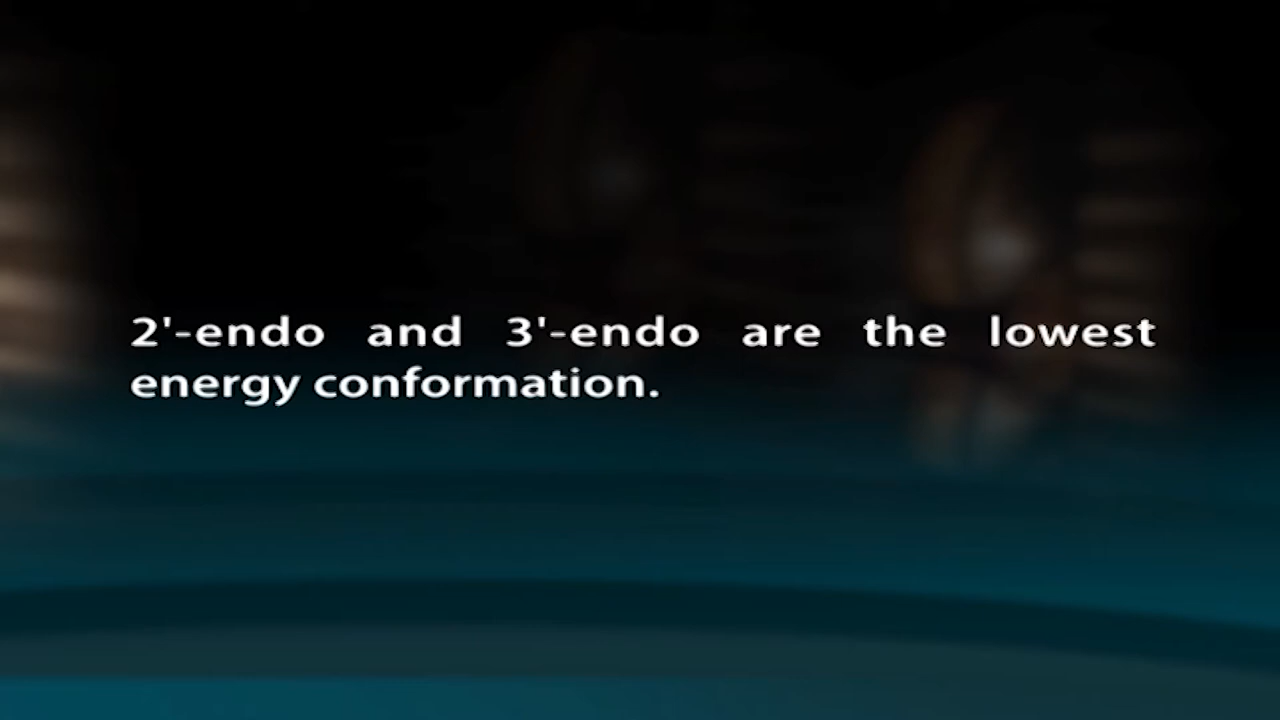 2'-endo and 3'-endo are the lowest
energy conformation.